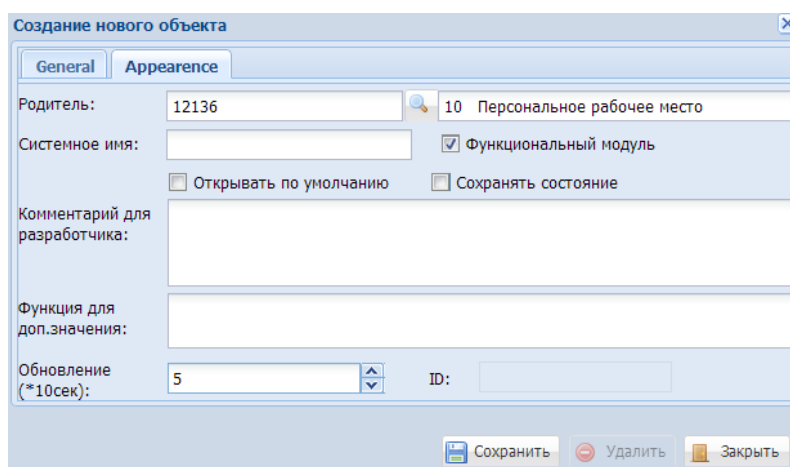 Создание нового объекта
General Appearence
Родитель: 12136 10 Персональное рабочее место
Системное имя: Функциональный модуль
Открывать по умолчанию Сохранять состояние
Комментарий для
разработчика:
Функция для
доп.значения:
Обновление
(*10сек): 5 ID:
Сохранить Удалить Закрыть